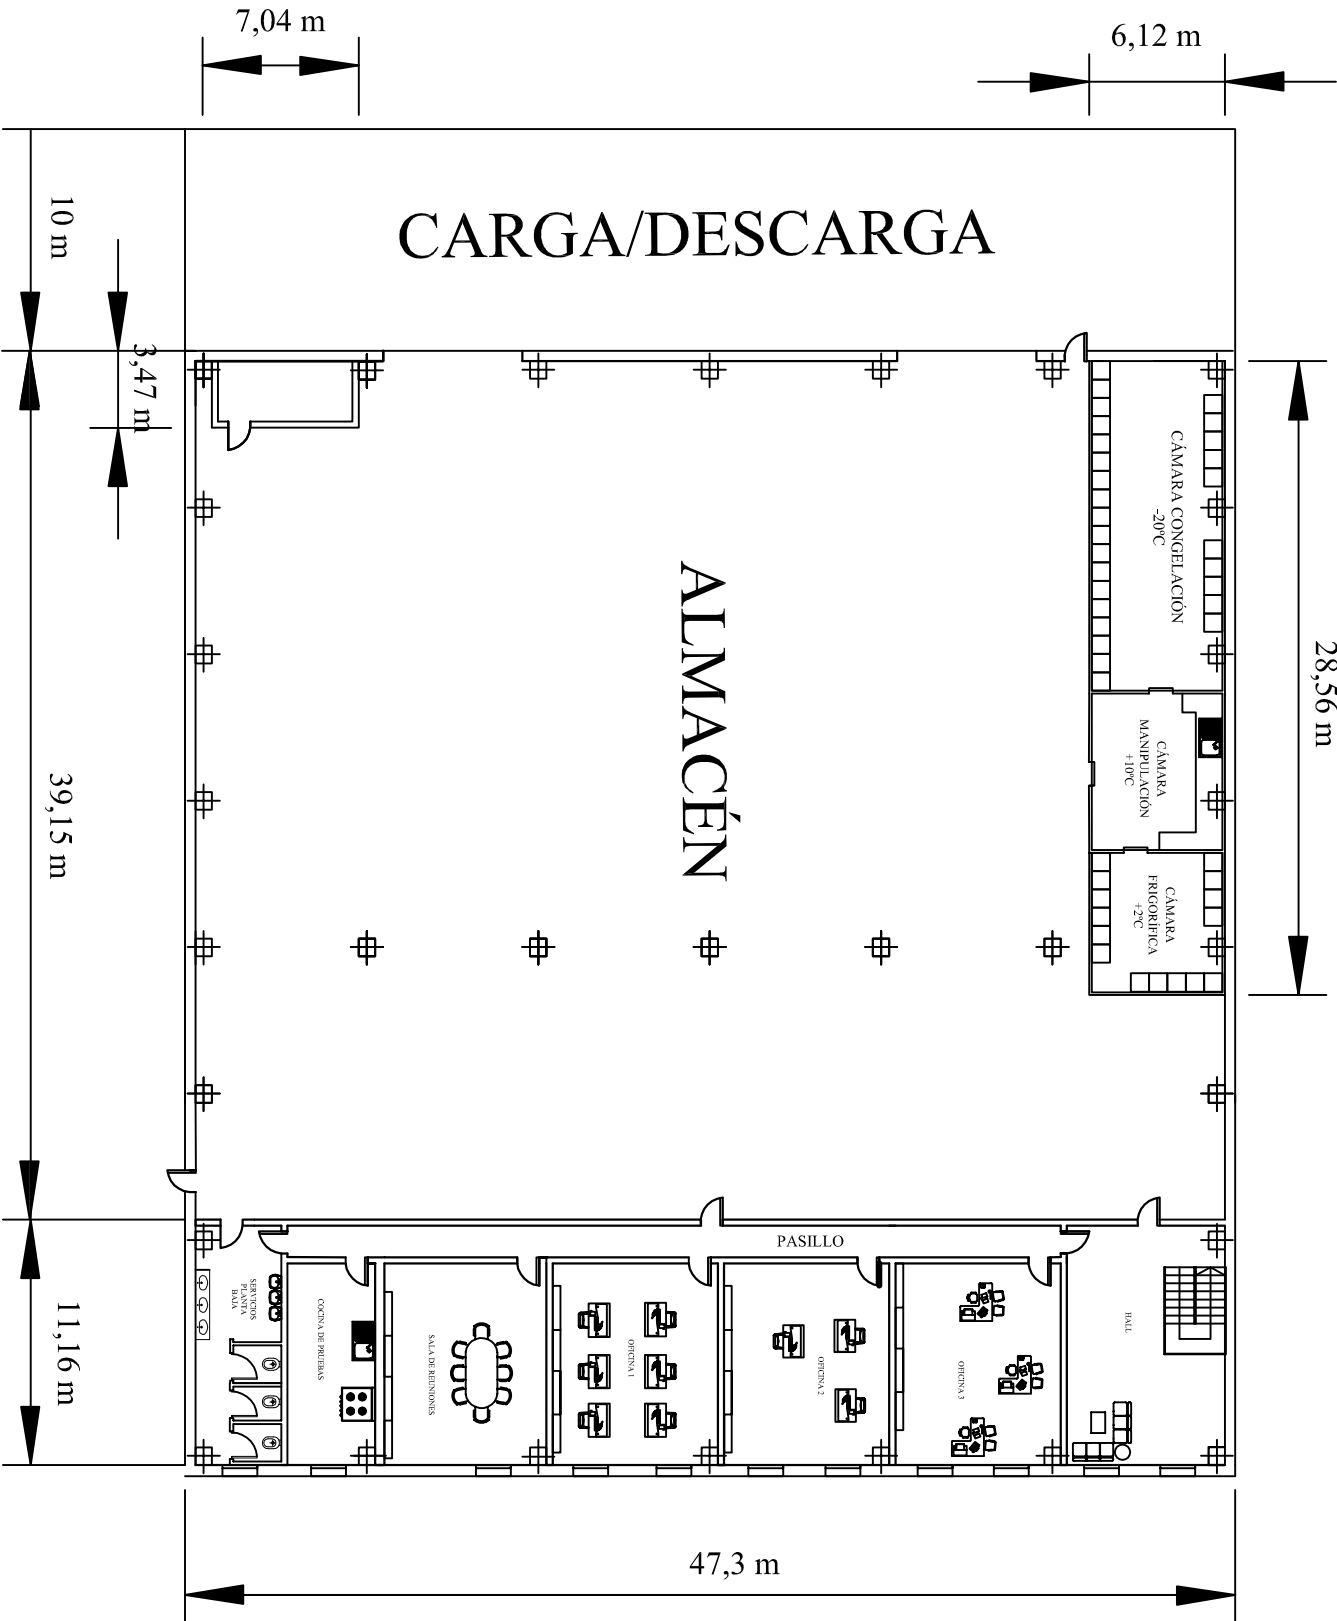 7,04 m
6,12 m
CARGA/DESCARGA
10 m
3,47 m
CÁMARA CONGELACIÓN
-20ºC
28,56 m
ALMACÉN
CÁMARA
MANIPULACIÓN
+10ºC
39,15 m
CÁMARA
FRIGORÍFICA
+2ºC
PASILLO
SERVICIOS
PLANTA
BAJA
COCINA DE PRUEBAS
SALA DE REUNIONES
OFICINA 1
OFICINA 2
OFICINA 3
HALL
11,16 m
47,3 m